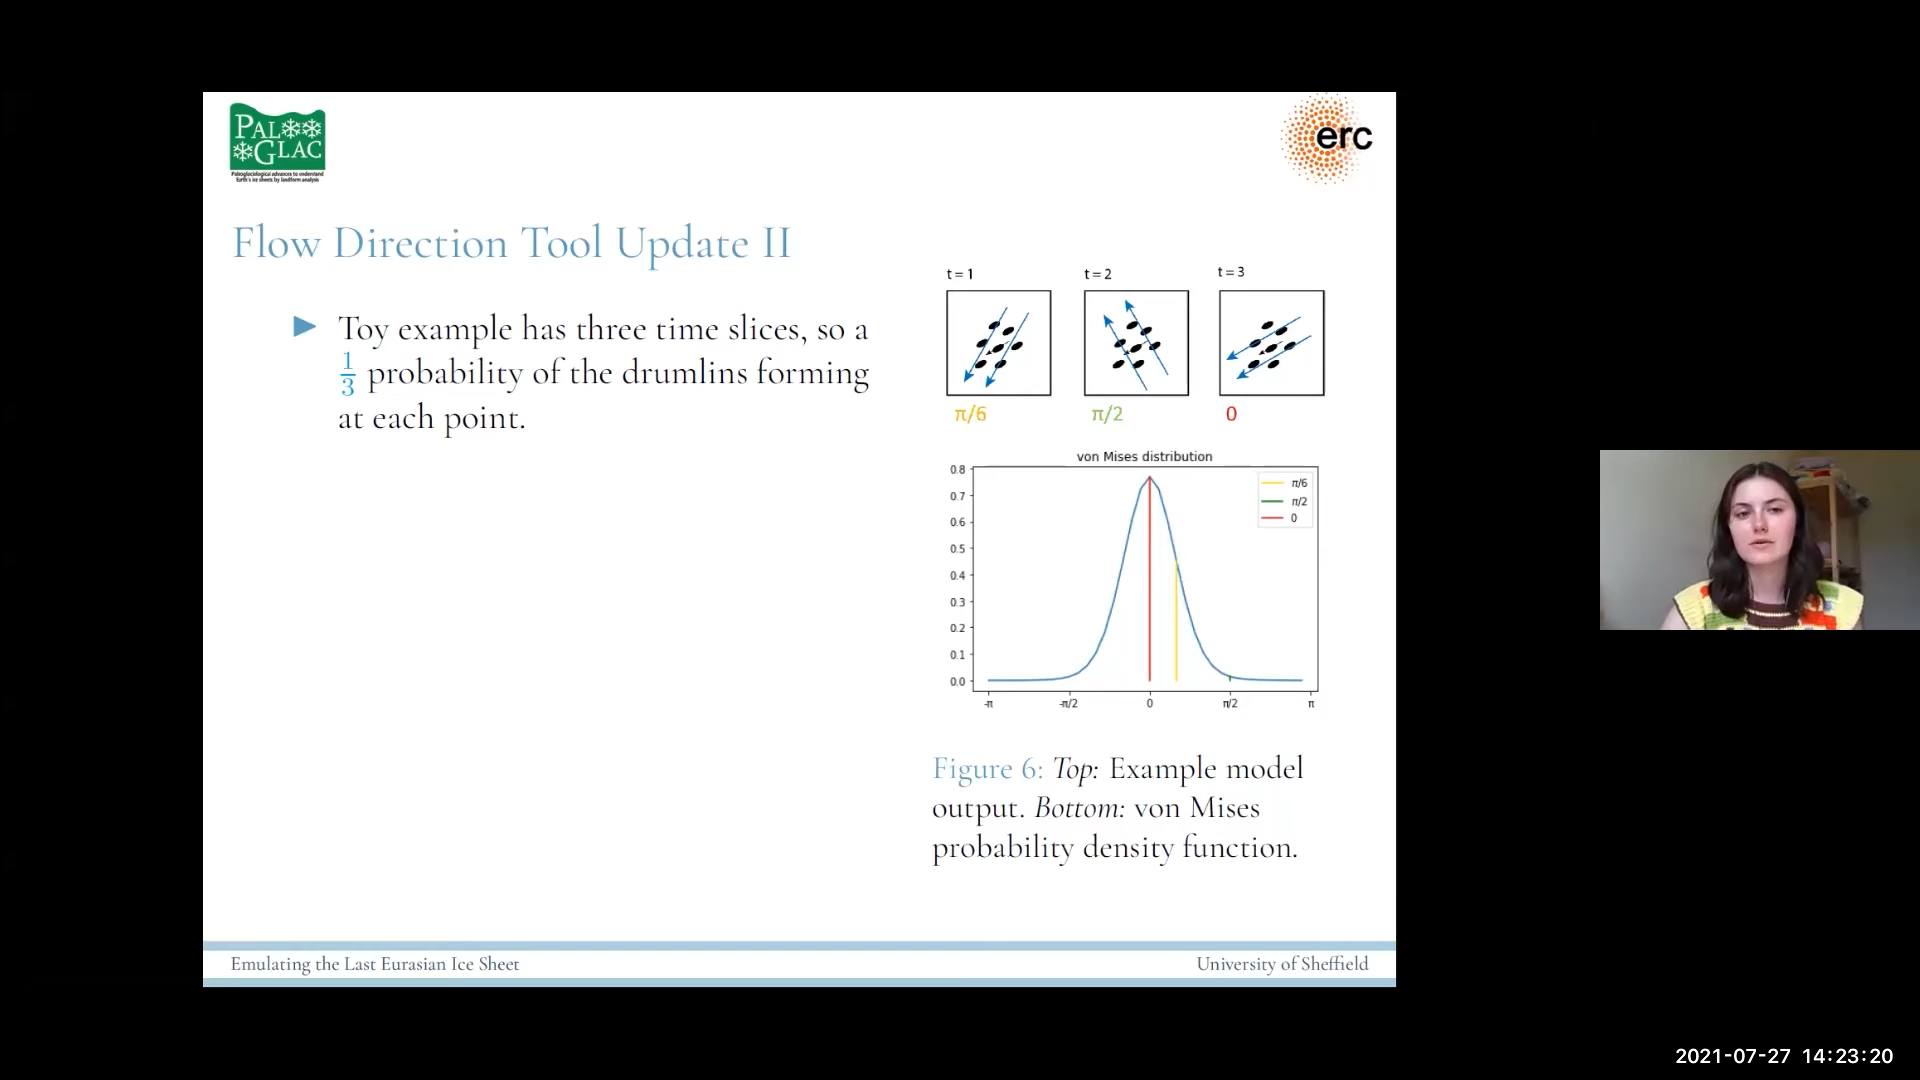 PAL
GLAC
Palaeoglaciological advances to understand
Earth's ice sheets by landform analysis
erc
Flow Direction Tool Update II
Toy example has three time slices, so a
1/3 probability of the drumlins forming
at each point.
t = 1
t = 2
t = 3
π/6
π/2
0
von Mises distribution
0.8
0.7
0.6
0.5
0.4
0.3
0.2
0.1
0.0
-π
-π/2
0
π/2
π
π/6
π/2
0
Figure 6: Top: Example model
output. Bottom: von Mises
probability density function.
Emulating the Last Eurasian Ice Sheet
University of Sheffield
2021-07-27 14:23:20